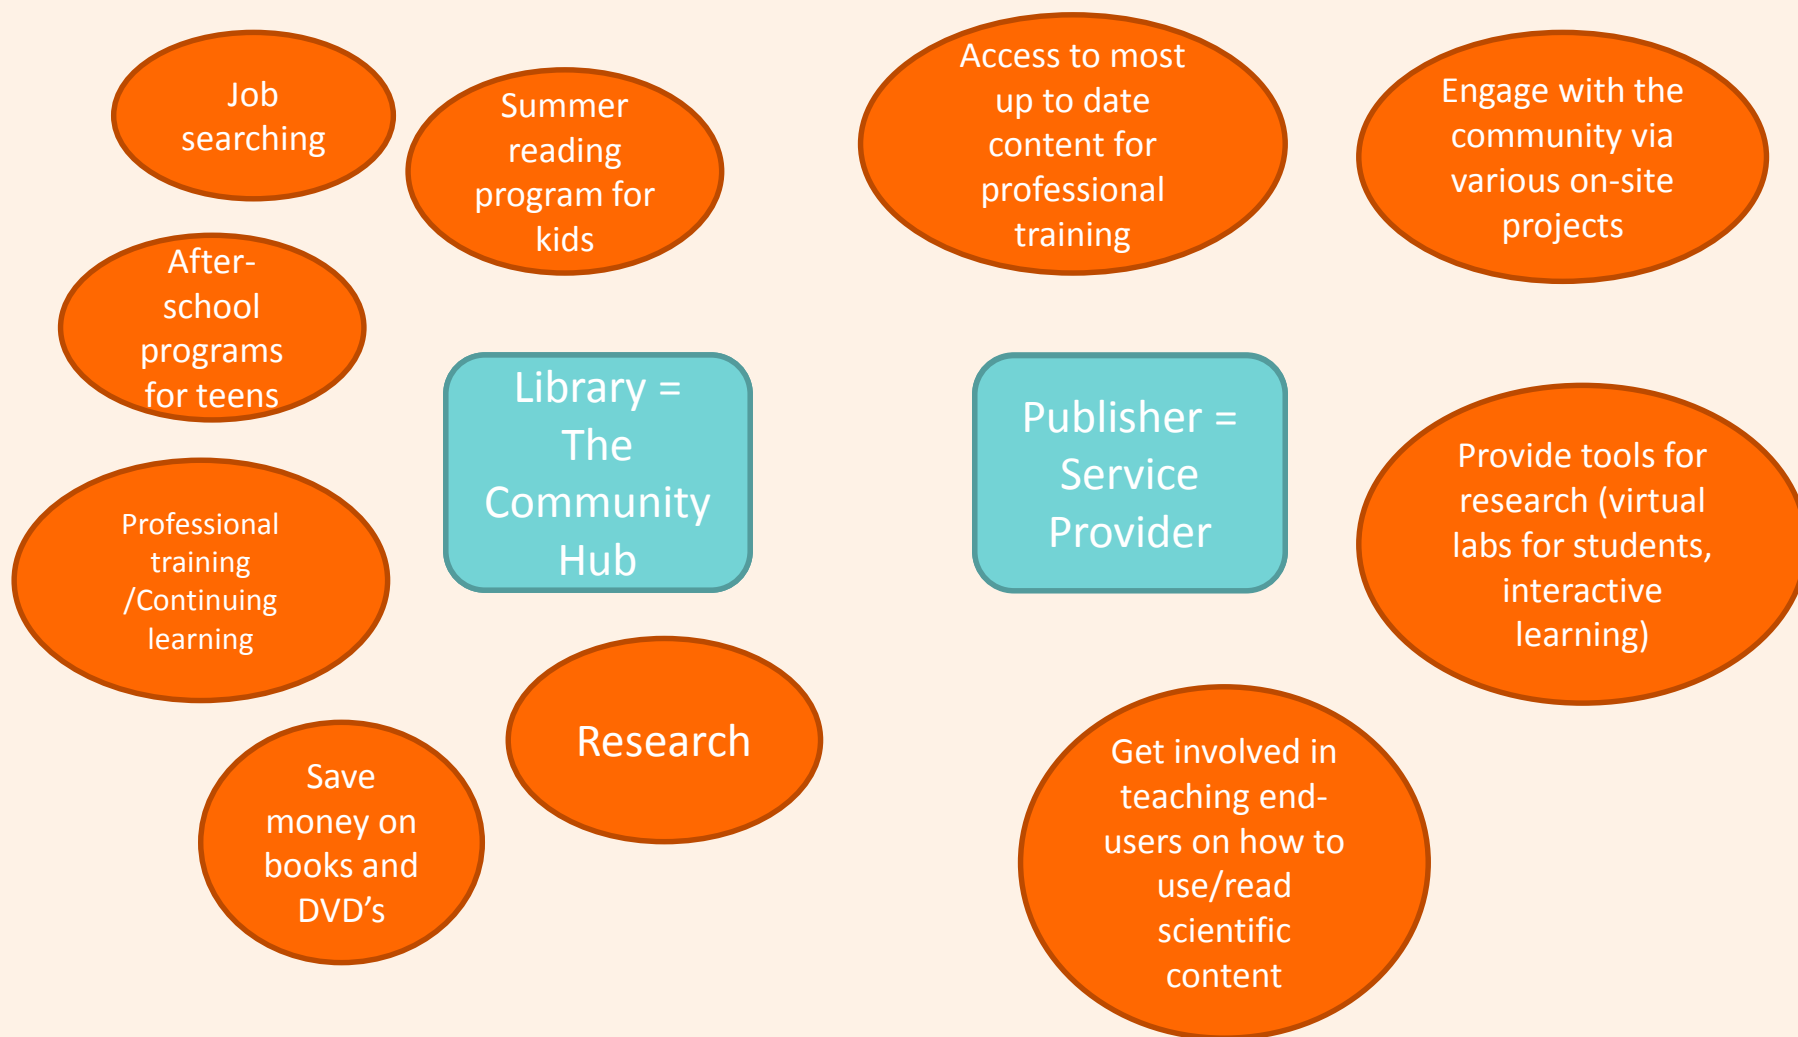 Job
searching
Summer
reading
program for
kids
After-
school
programs
for teens
Library =
The
Community
Hub
Professional
training
/Continuing
learning
Research
Save
money on
books and
DVD’s
Access to most
up to date
content for
professional
training
Engage with the
community via
various on-site
projects
Publisher =
Service
Provider
Provide tools for
research (virtual
labs for students,
interactive
learning)
Get involved in
teaching end-
users on how to
use/read
scientific
content